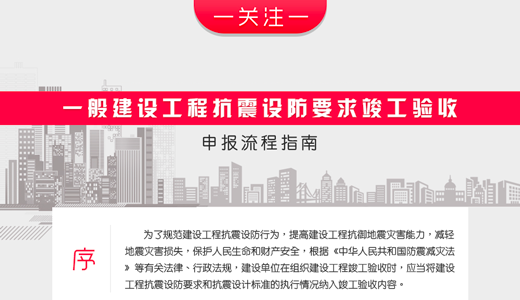 一关注一
一般建设工程抗震设防要求竣工验收
申报流程指南
序
为了规范建设工程抗震设防行为，提高建设工程抗御地震灾害能力，减轻
地震灾害损失，保护人民生命和财产安全，根据《中华人民共和国防震减灾法
》等有关法律、行政法规，建设单位在组织建设工程竣工验收时，应当将建设
工程抗震设防要求和抗震设计标准的执行情况纳入竣工验收内容。